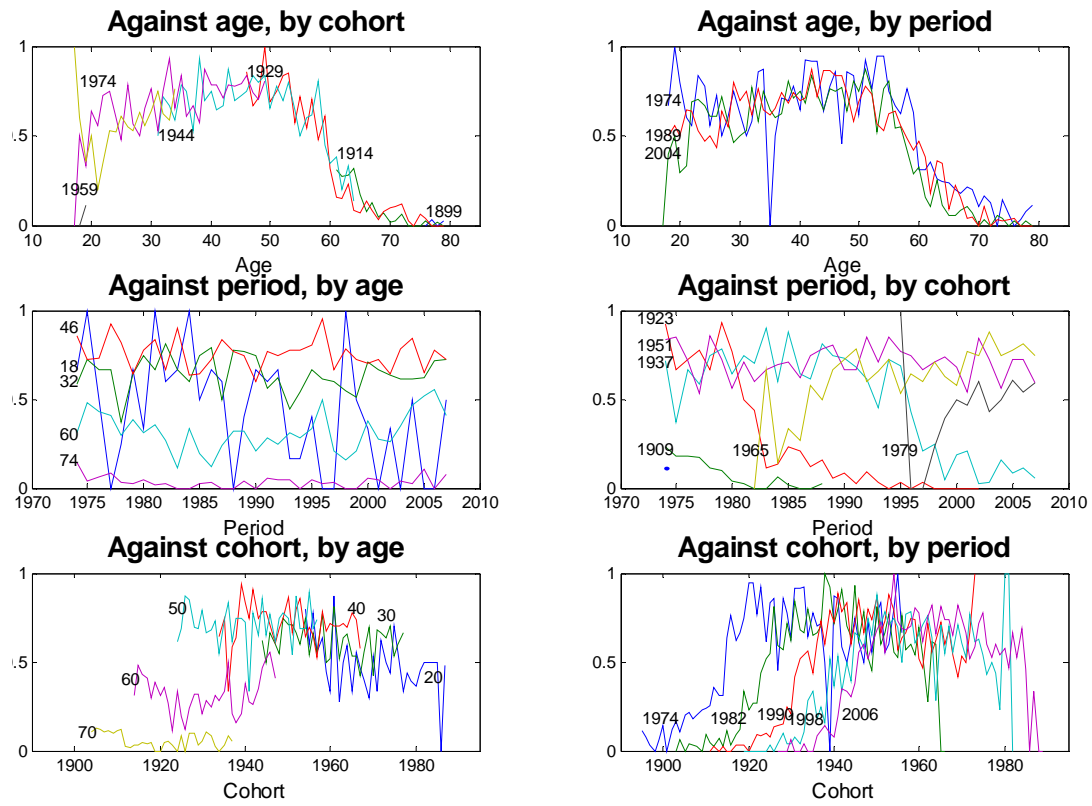 Against age, by cohort
1
1974
1929
0.5
1944
1914
1959
1899
0
10 20 30 40 50 60 70 80
Age
Against age, by period
1
1974
1989
0.5
2004
0
10 20 30 40 50 60 70 80
Age
Against period, by age
1
46
18
32
0.5
60
74
0
1970 1975 1980 1985 1990 1995 2000 2005 2010
Period
Against period, by cohort
1
1923
1951
1937
0.5
1909
1965
1979
0
1970 1975 1980 1985 1990 1995 2000 2005 2010
Period
Against cohort, by age
1
50
40
30
0.5
60
20
70
0
1900 1920 1940 1960 1980
Cohort
Against cohort, by period
1
0.5
1974 1982 1990 1998 2006
0
1900 1920 1940 1960 1980
Cohort